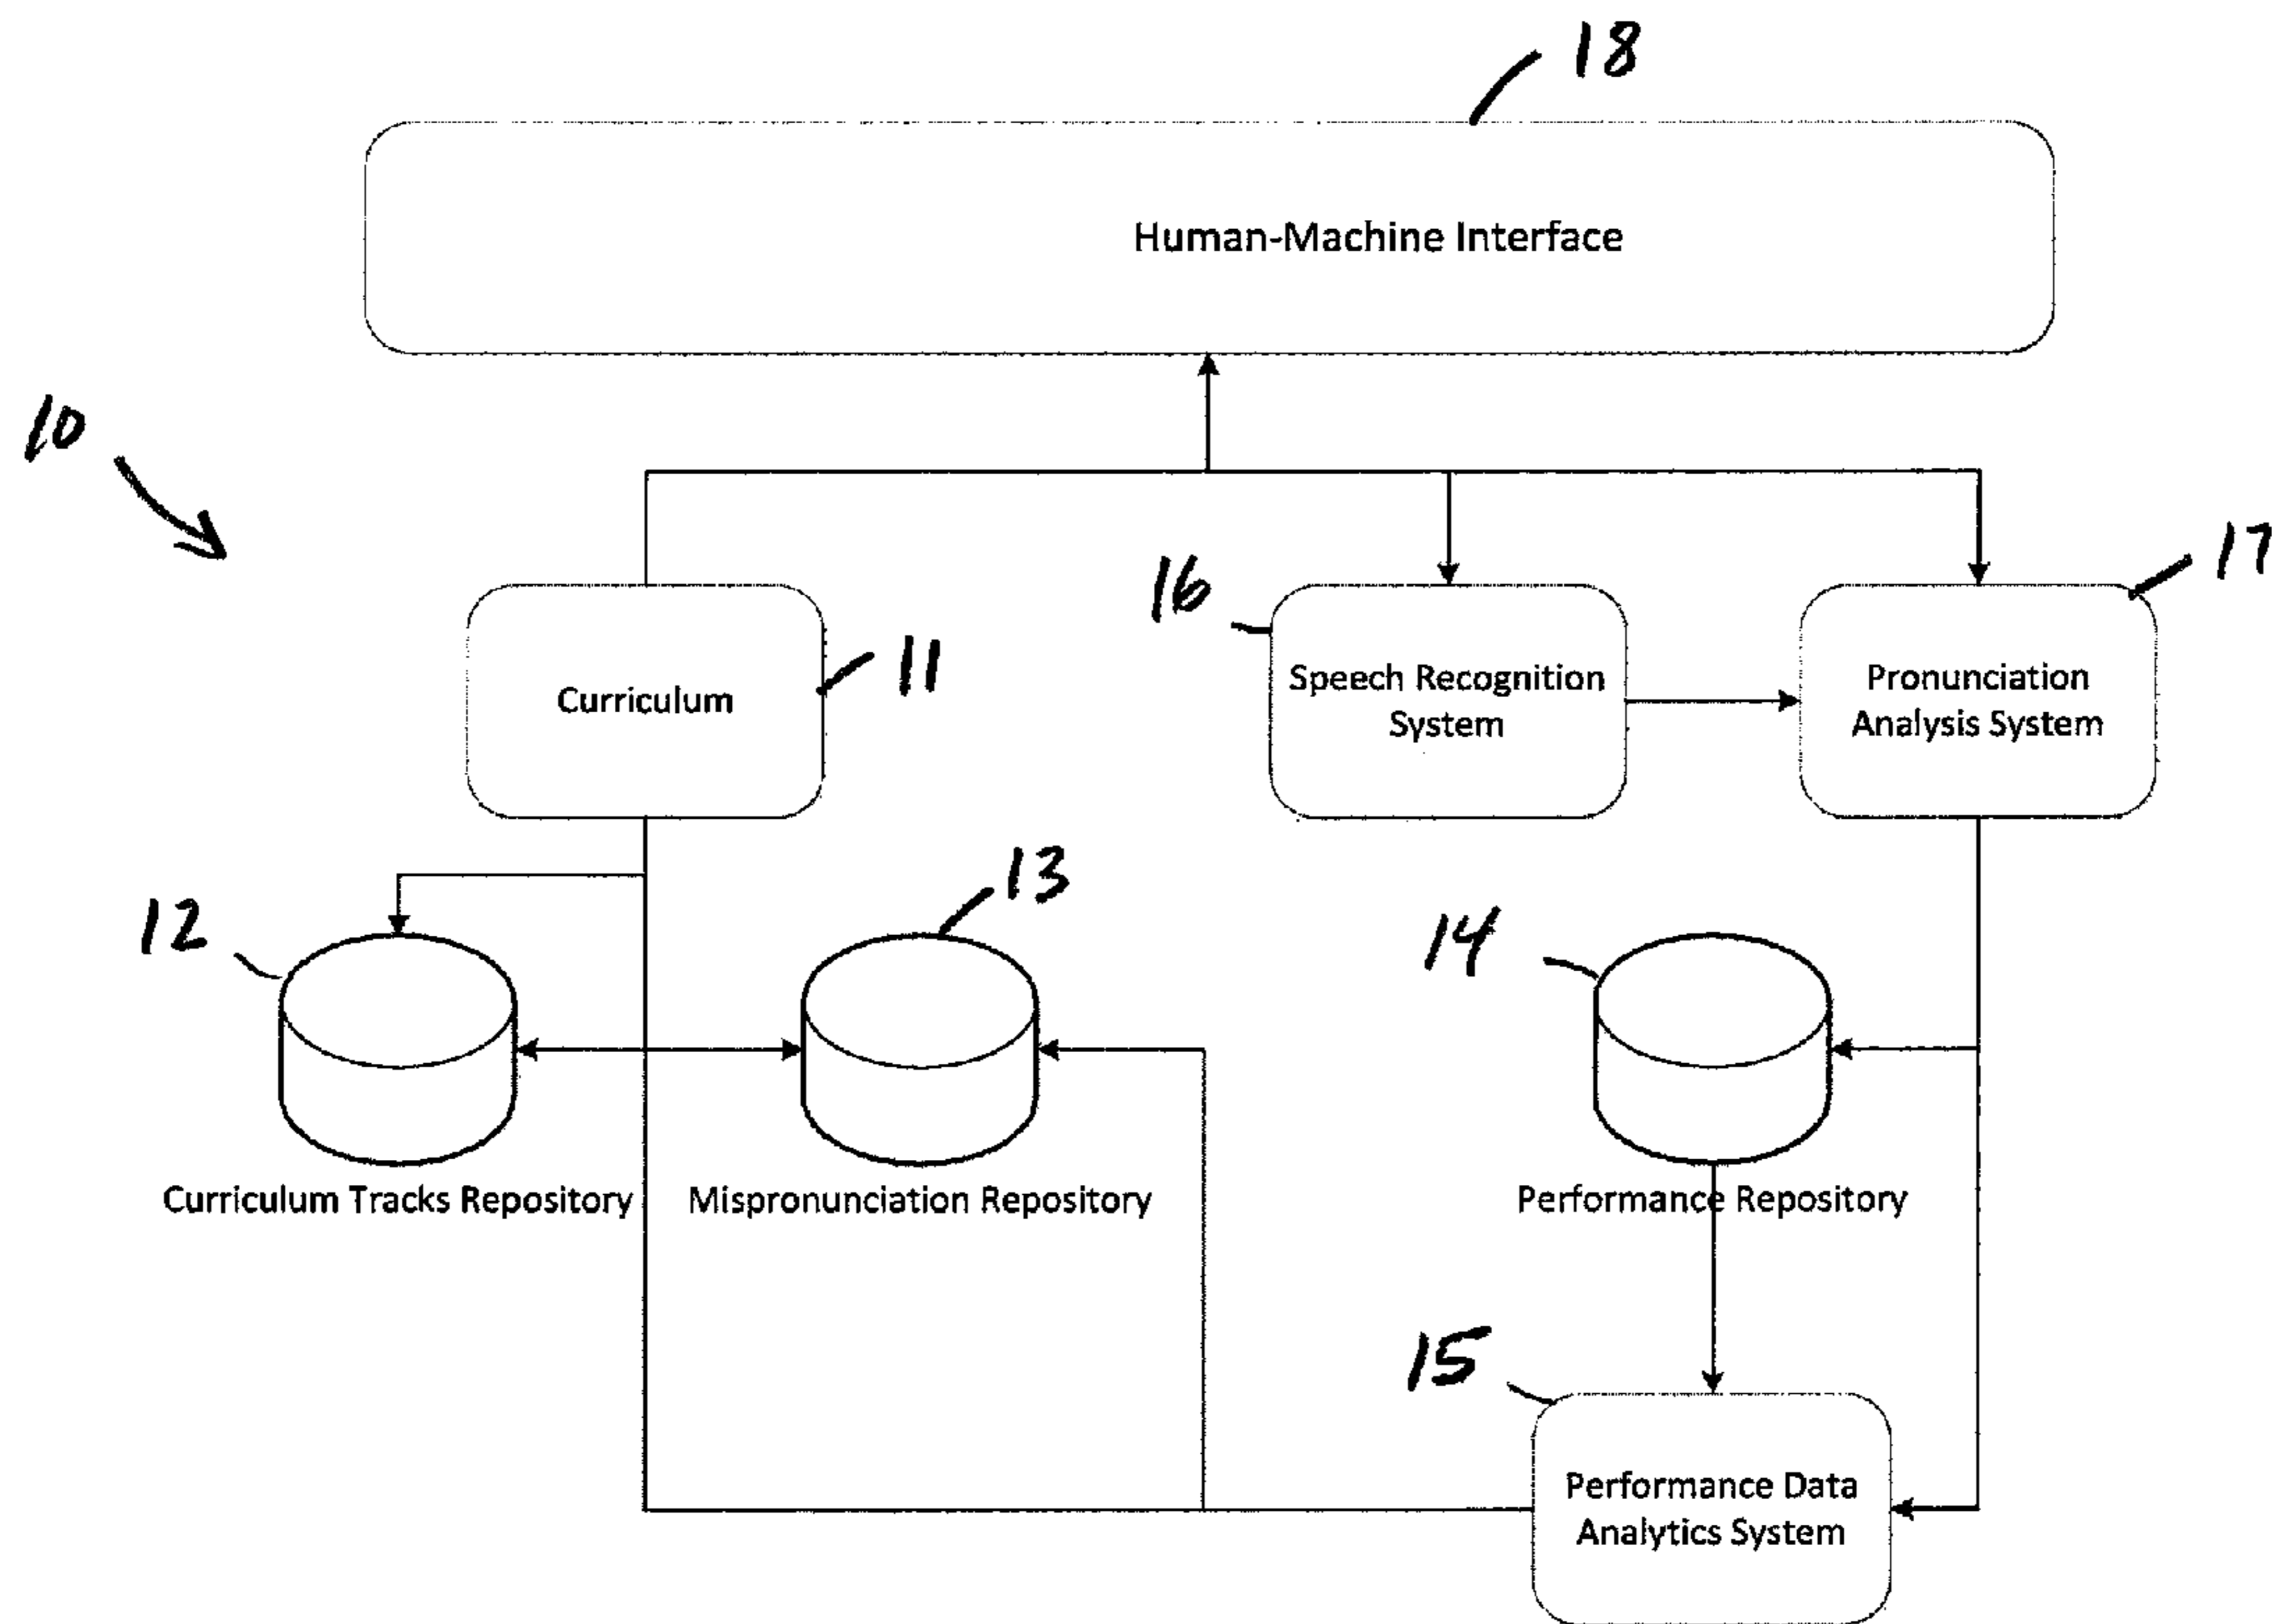 18
Human-Machine Interface
10
17
16
11
Speech Recognition
System
Pronunciation
Analysis System
Curriculum
13
12
14
Curriculum Tracks Repository
Mispronunciation Repository
Performance Repository
15
Performance Data
Analytics System